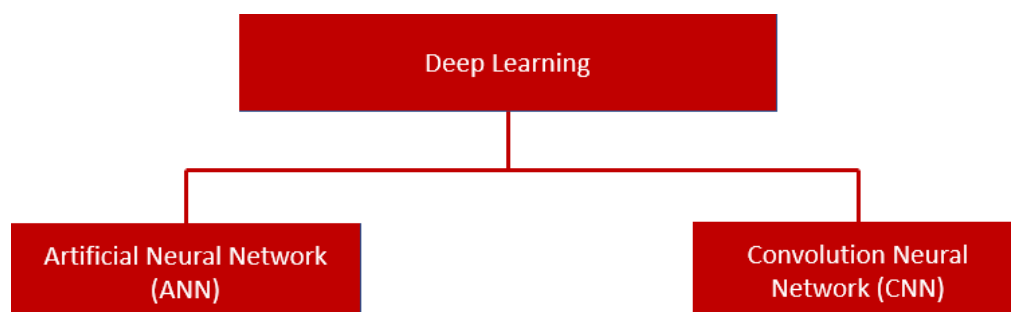 Deep Learning
Artificial Neural Network
(ANN)
Convolution Neural
Network (CNN)